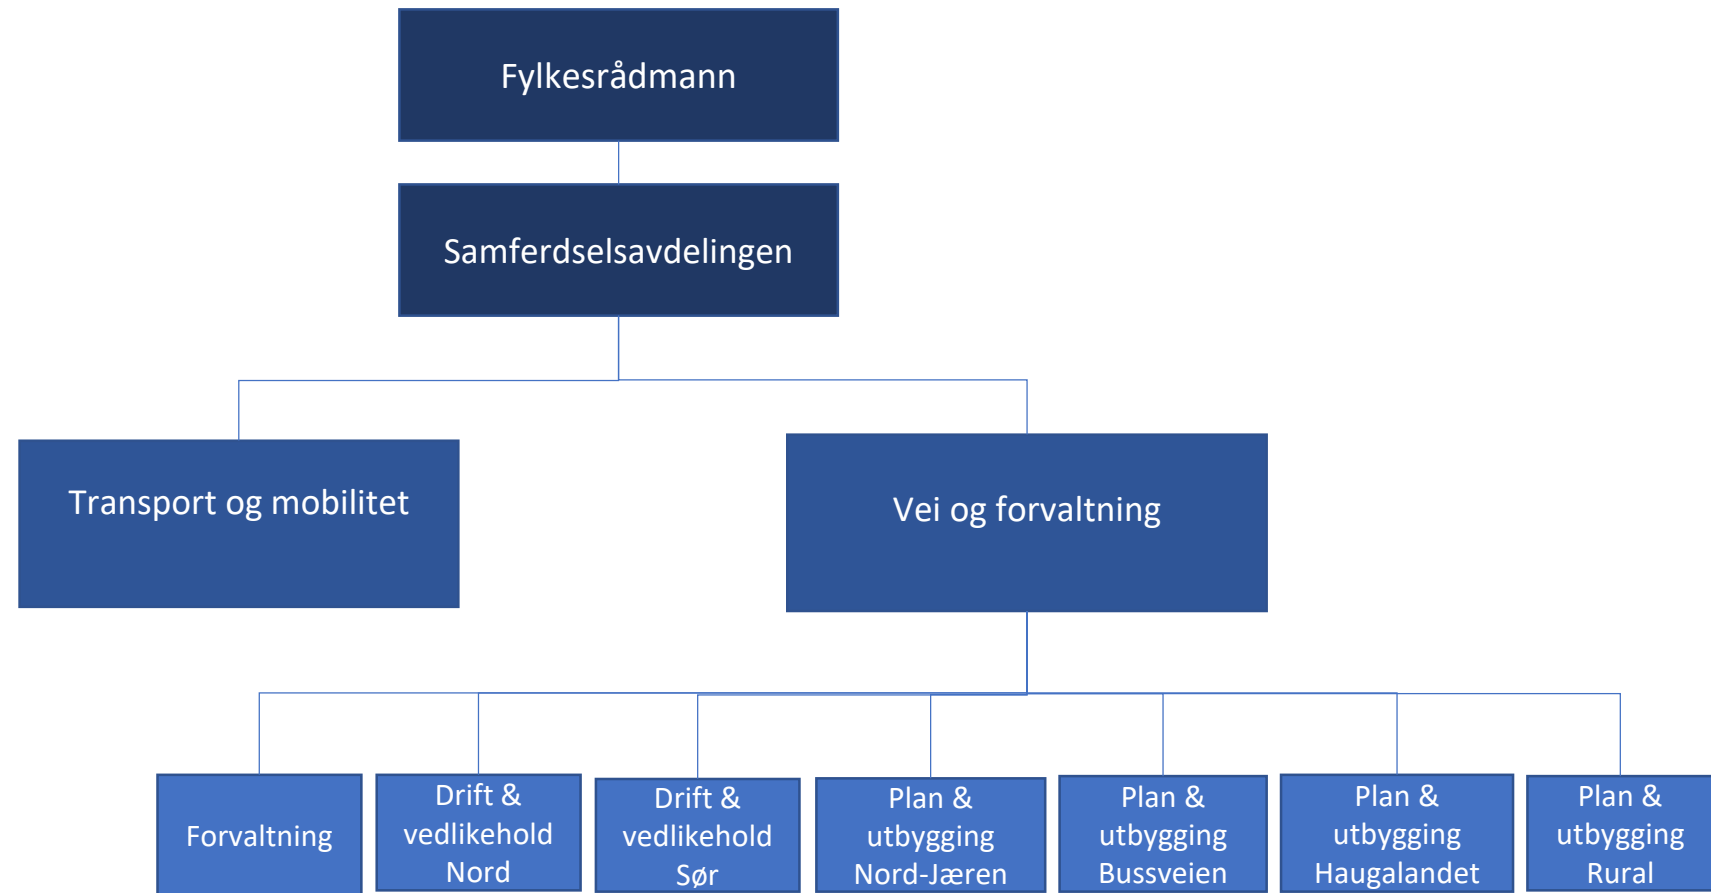 Fylkesrådmann
Samferdselsavdelingen
Transport og mobilitet
Vei og forvaltning
Forvaltning
Drift &
vedlikehold
Nord
Drift &
vedlikehold
Sør
Plan &
utbygging
Nord-Jæren
Plan &
utbygging
Bussveien
Plan &
utbygging
Haugalandet
Plan &
utbygging
Rural